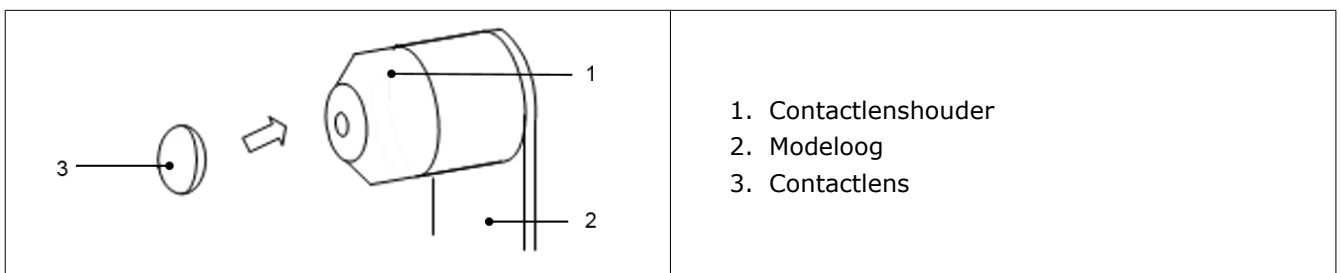 1
2
3
1. Contactlenshouder
2. Modeloog
3. Contactlens